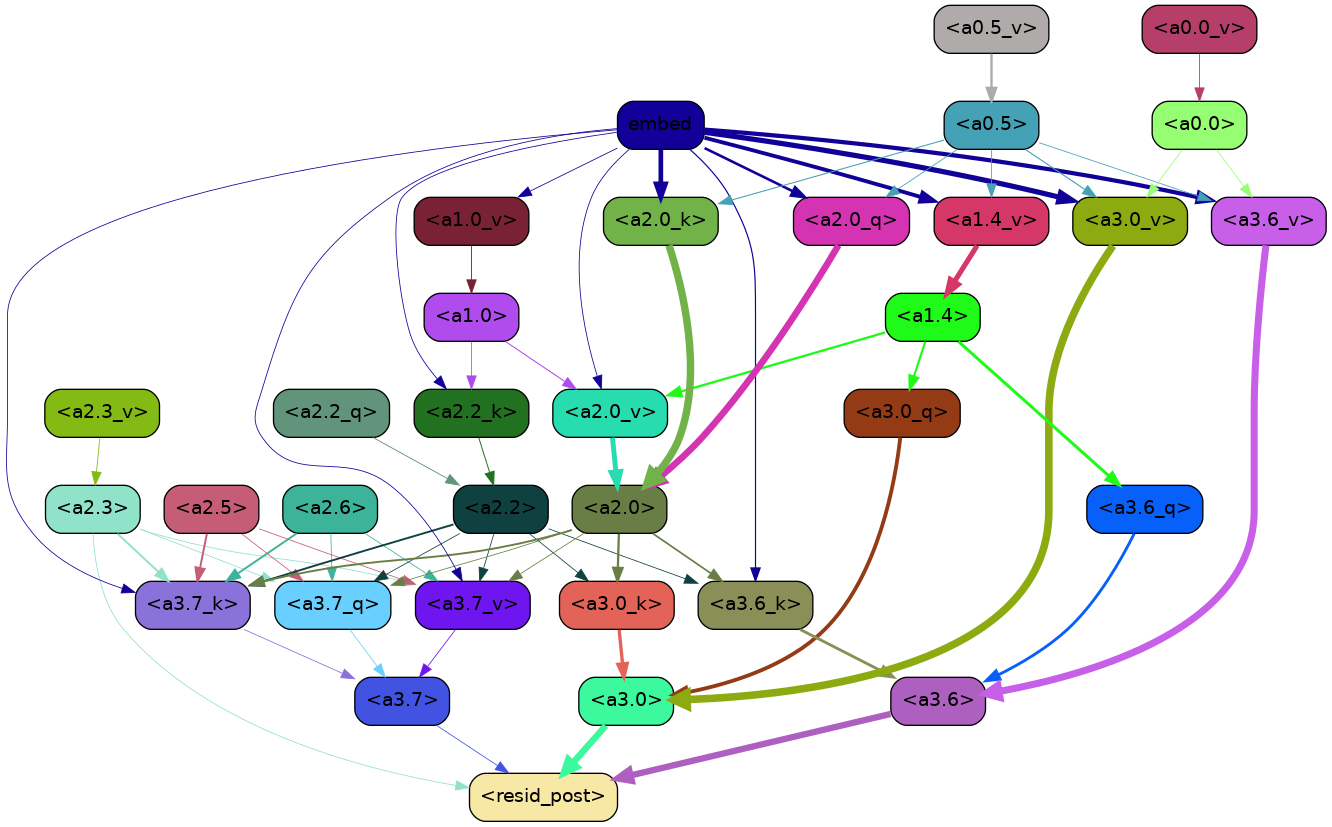 <a0.5_v> <a0.0_v>
embed <a0.5> <a0.0>
<a1.0_v> <a2.0_k> <a2.0_q> <a1.4_v> <a3.0_v> <a3.6_v>
<a1.0> <a1.4>
<a2.3_v> <a2.2_q> <a2.2_k> <a2.0_v> <a3.0_q>
<a2.3> <a2.5> <a2.6> <a2.2> <a2.0> <a3.6_q>
<a3.7_k> <a3.7_q> <a3.7_v> <a3.0_k> <a3.6_k>
<a3.7> <a3.0> <a3.6>
<resid_post>